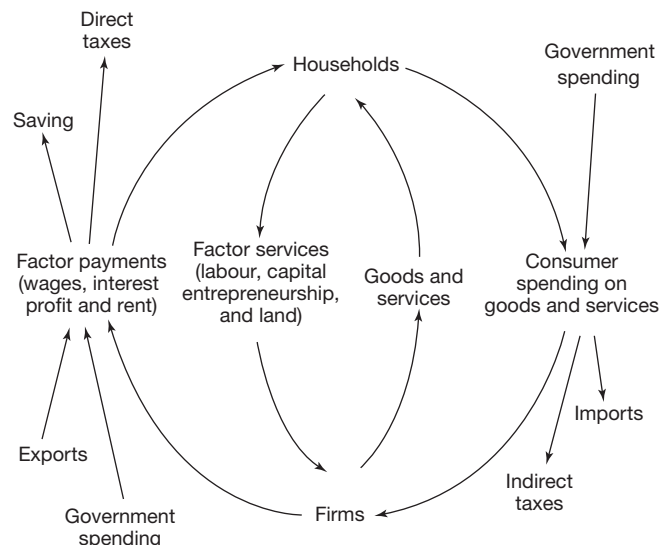 Direct
taxes
Households
Government
spending
Saving
Factor payments
(wages, interest
profit and rent)
Factor services
(labour, capital
entrepreneurship,
and land)
Goods and
services
Consumer
spending on
goods and services
Imports
Exports
Indirect
taxes
Government
spending
Firms